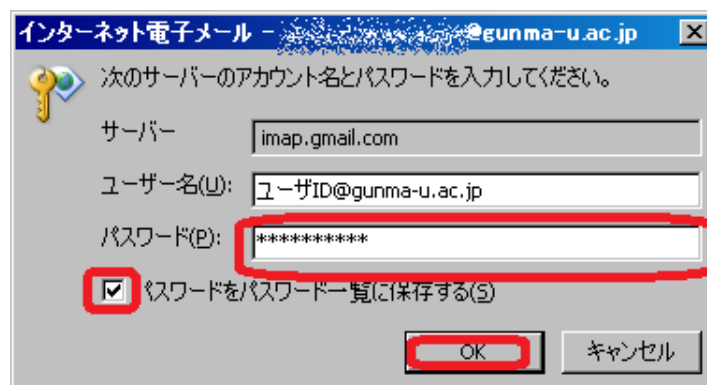 インターネット電子メール - @gunma-u.ac.jp
次のサーバーのアカウント名とパスワードを入力してください。
サーバー imap.gmail.com
ユーザー名(U): ユーザID@gunma-u.ac.jp
パスワード(P): **********
パスワードをパスワード一覧に保存する(S)
OK キャンセル